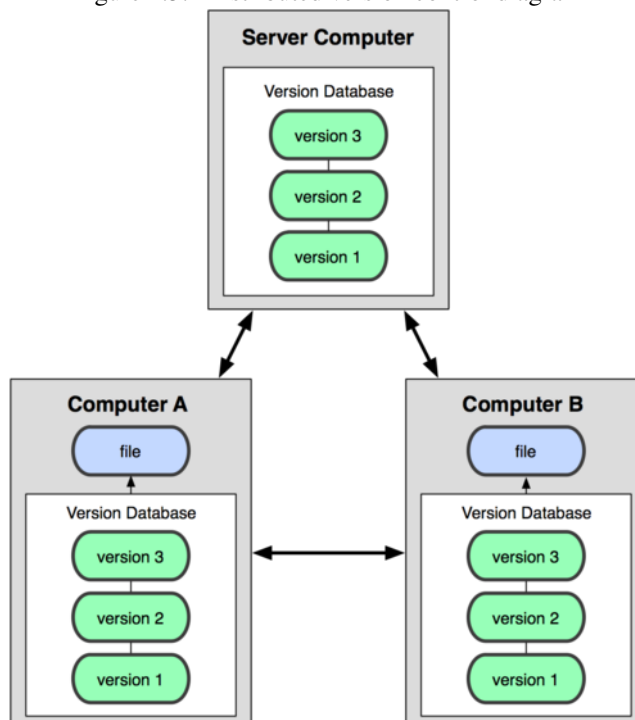 Server Computer
Version Database
version 3
version 2
version 1
Computer A
file
Version Database
version 3
version 2
version 1
Computer B
file
Version Database
version 3
version 2
version 1